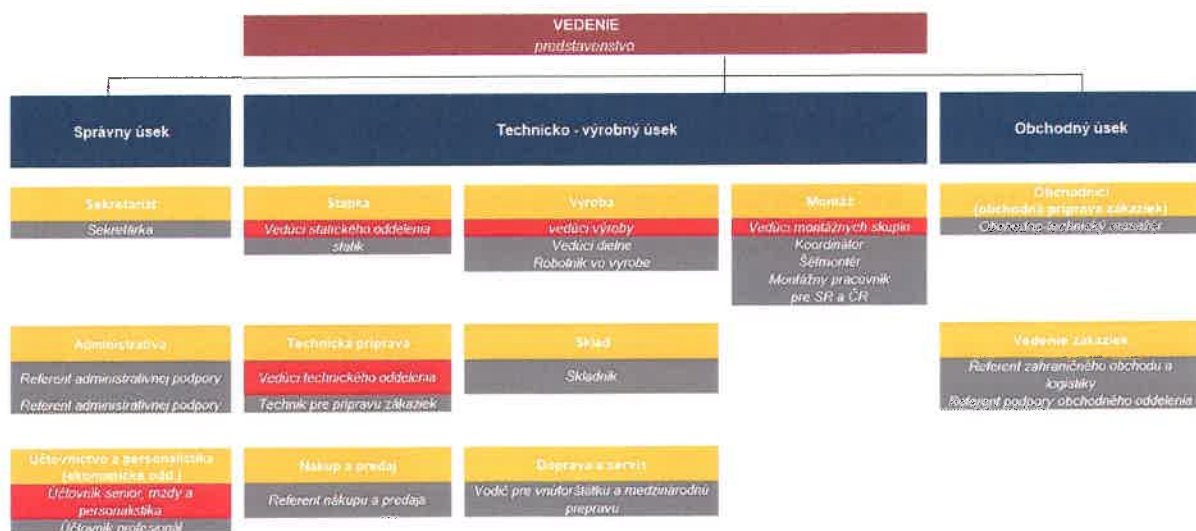 VEDENIE
predstavenstvo
Správny úsek
Technicko - výrobný úsek
Obchodný úsek
Sekretariát
Sekretárka
Statika
Vedúci statického oddelenia
statik
Výroba
vedúci výroby
Vedúci dielne
Robotník vo výrobe
Montáž
Vedúci montážnych skupín
Koordinátor
Šéfmontér
Montážny pracovník
pre SR a ČR
Obchodníci
(obchodná príprava zákaziek)
Obchodno-technický manažér
Administratíva
Referent administratívnej podpory
Referent administratívnej podpory
Technická príprava
Vedúci technického oddelenia
Technik pre prípravu zákaziek
Sklad
Skladník
Vedenie zákaziek
Referent zahraničného obchodu a
logistiky
Referent podpory obchodného oddelenia
Účtovníctvo a personalistika
(ekonomické odd.)
Účtovník senior, mzdy a
personalistika
Účtovník profesionál
Nákup a predaj
Referent nákupu a predaja
Doprava a servis
Vodič pre vnútroštátnu a medzinárodnú
prepravu